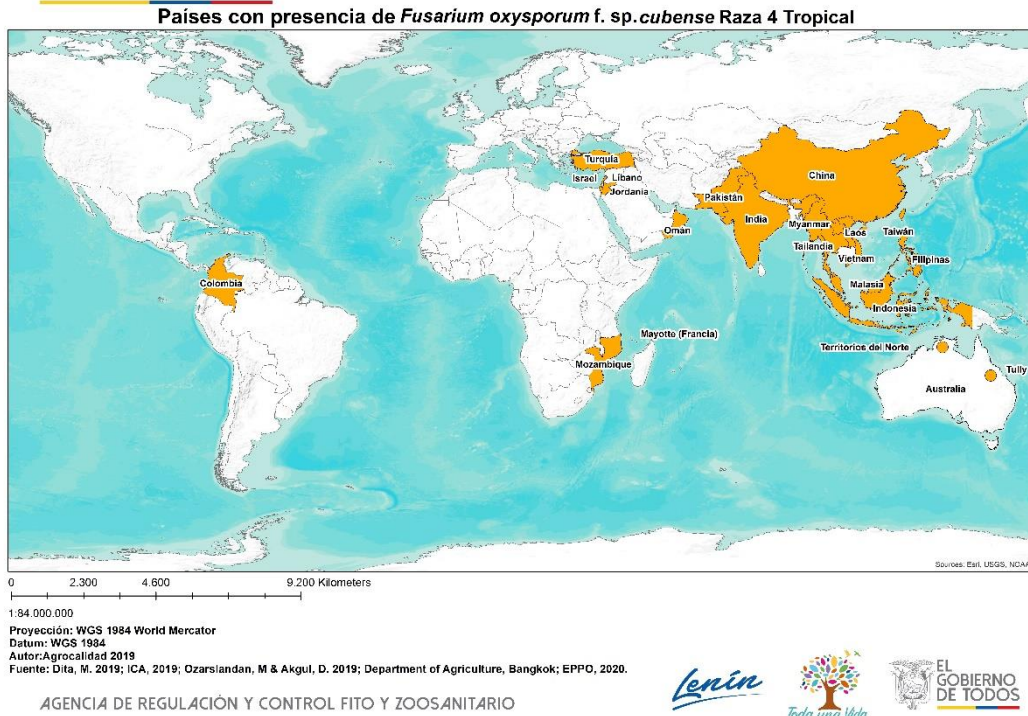 Países con presencia de Fusarium oxysporum f. sp.cubense Raza 4 Tropical
Turquía
China
Israel
Líbano
Jordania
Pakistán
India
Omán
Myanmar
Laos
Taiwán
Tailandia
Vietnam
Filipinas
Colombia
Malasia
Indonesia
Mayotte (Francia)
Mozambique
Territorios del Norte
Tully
Australia
Sources: Esri, USGS, NOAA
0 2.300 4.600 9.200 Kilometers
1:84.000.000
Proyección: WGS 1984 World Mercator
Datum: WGS 1984
Autor:Agrocalidad 2019
Fuente: Dita, M. 2019; ICA, 2019; Ozarslandan, M & Akgul, D. 2019; Department of Agriculture, Bangkok; EPPO, 2020.
AGENCIA DE REGULACIÓN Y CONTROL FITO Y ZOOSANITARIO
Lenín
Toda una Vida
EL
GOBIERNO
DE TODOS